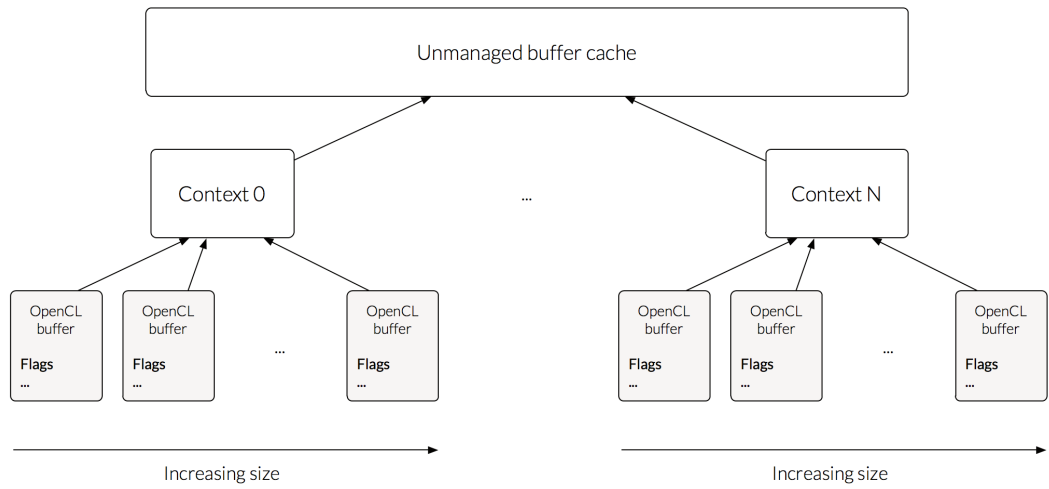 Unmanaged buffer cache
Context 0
...
Context N
OpenCL
buffer
Flags
...
OpenCL
buffer
Flags
...
...
OpenCL
buffer
Flags
...
OpenCL
buffer
Flags
...
OpenCL
buffer
Flags
...
...
OpenCL
buffer
Flags
...
Increasing size
Increasing size